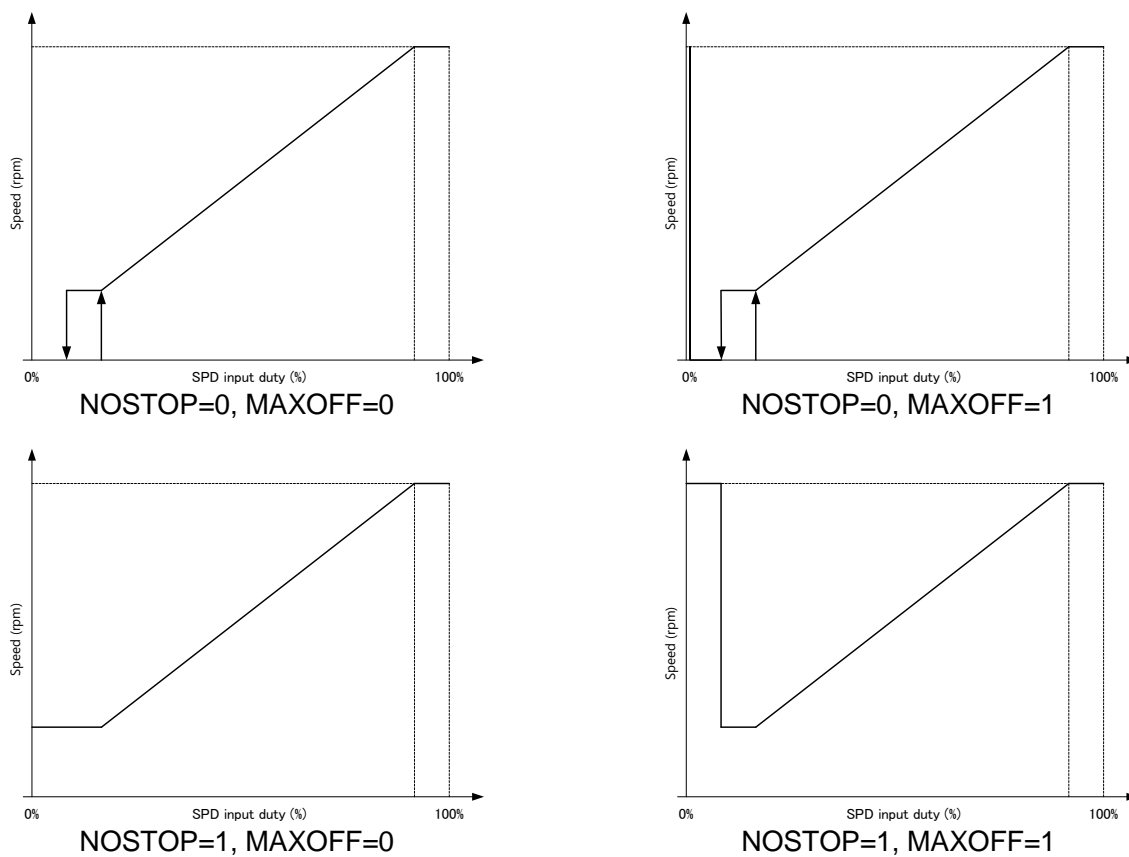 Speed (rpm)
0%
SPD input duty (%)
100%
NOSTOP=0, MAXOFF=0
Speed (rpm)
0%
SPD input duty (%)
100%
NOSTOP=0, MAXOFF=1
Speed (rpm)
0%
SPD input duty (%)
100%
NOSTOP=1, MAXOFF=0
Speed (rpm)
0%
SPD input duty (%)
100%
NOSTOP=1, MAXOFF=1